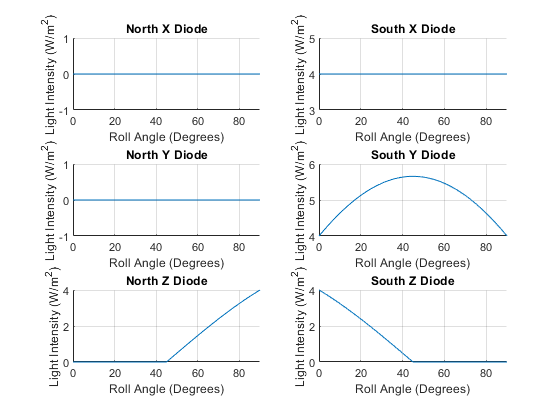 North X Diode
Light Intensity (W/m²)
1
0
-1
0 20 40 60 80
Roll Angle (Degrees)
South X Diode
Light Intensity (W/m²)
5
4
3
0 20 40 60 80
Roll Angle (Degrees)
North Y Diode
Light Intensity (W/m²)
1
0
-1
0 20 40 60 80
Roll Angle (Degrees)
South Y Diode
Light Intensity (W/m²)
6
5
4
0 20 40 60 80
Roll Angle (Degrees)
North Z Diode
Light Intensity (W/m²)
4
2
0
0 20 40 60 80
Roll Angle (Degrees)
South Z Diode
Light Intensity (W/m²)
4
2
0
0 20 40 60 80
Roll Angle (Degrees)